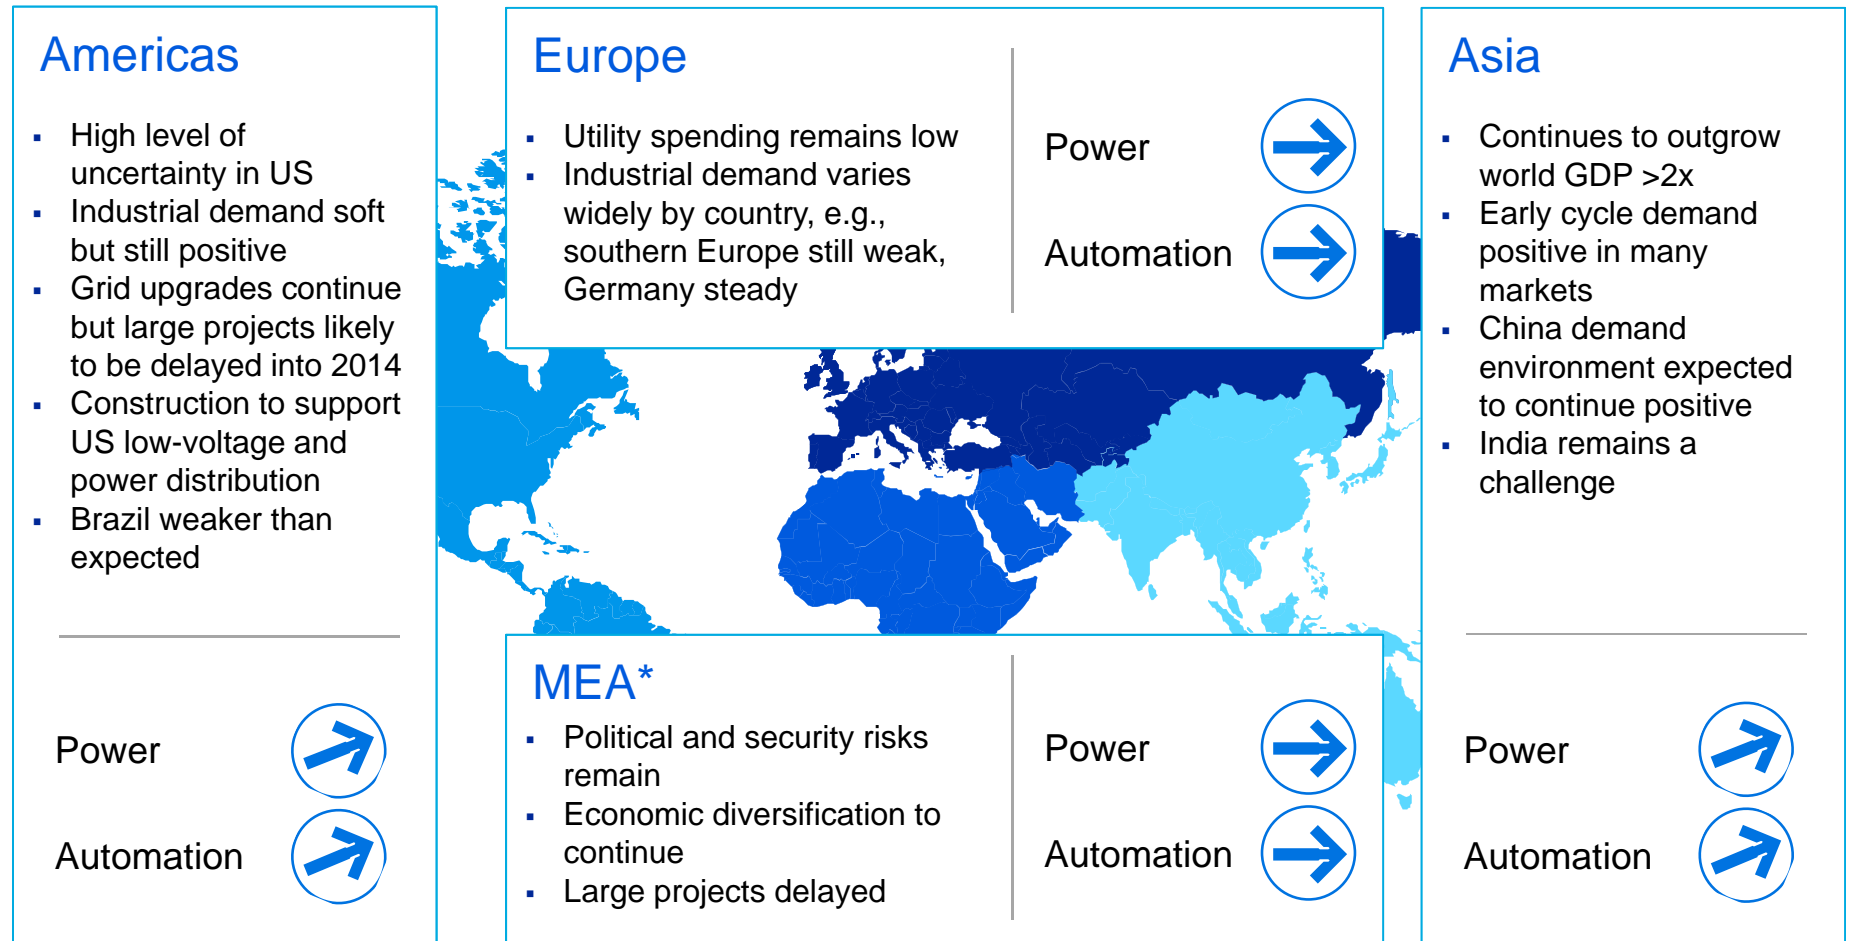 Americas
▪ High level of
uncertainty in US
▪ Industrial demand soft
but still positive
▪ Grid upgrades continue
but large projects likely
to be delayed into 2014
▪ Construction to support
US low-voltage and
power distribution
▪ Brazil weaker than
expected
Power
Automation
Europe
▪ Utility spending remains low
▪ Industrial demand varies
widely by country, e.g.,
southern Europe still weak,
Germany steady
Power
Automation
MEA*
▪ Political and security risks
remain
▪ Economic diversification to
continue
▪ Large projects delayed
Power
Automation
Asia
▪ Continues to outgrow
world GDP >2x
▪ Early cycle demand
positive in many
markets
▪ China demand
environment expected
to continue positive
▪ India remains a
challenge
Power
Automation